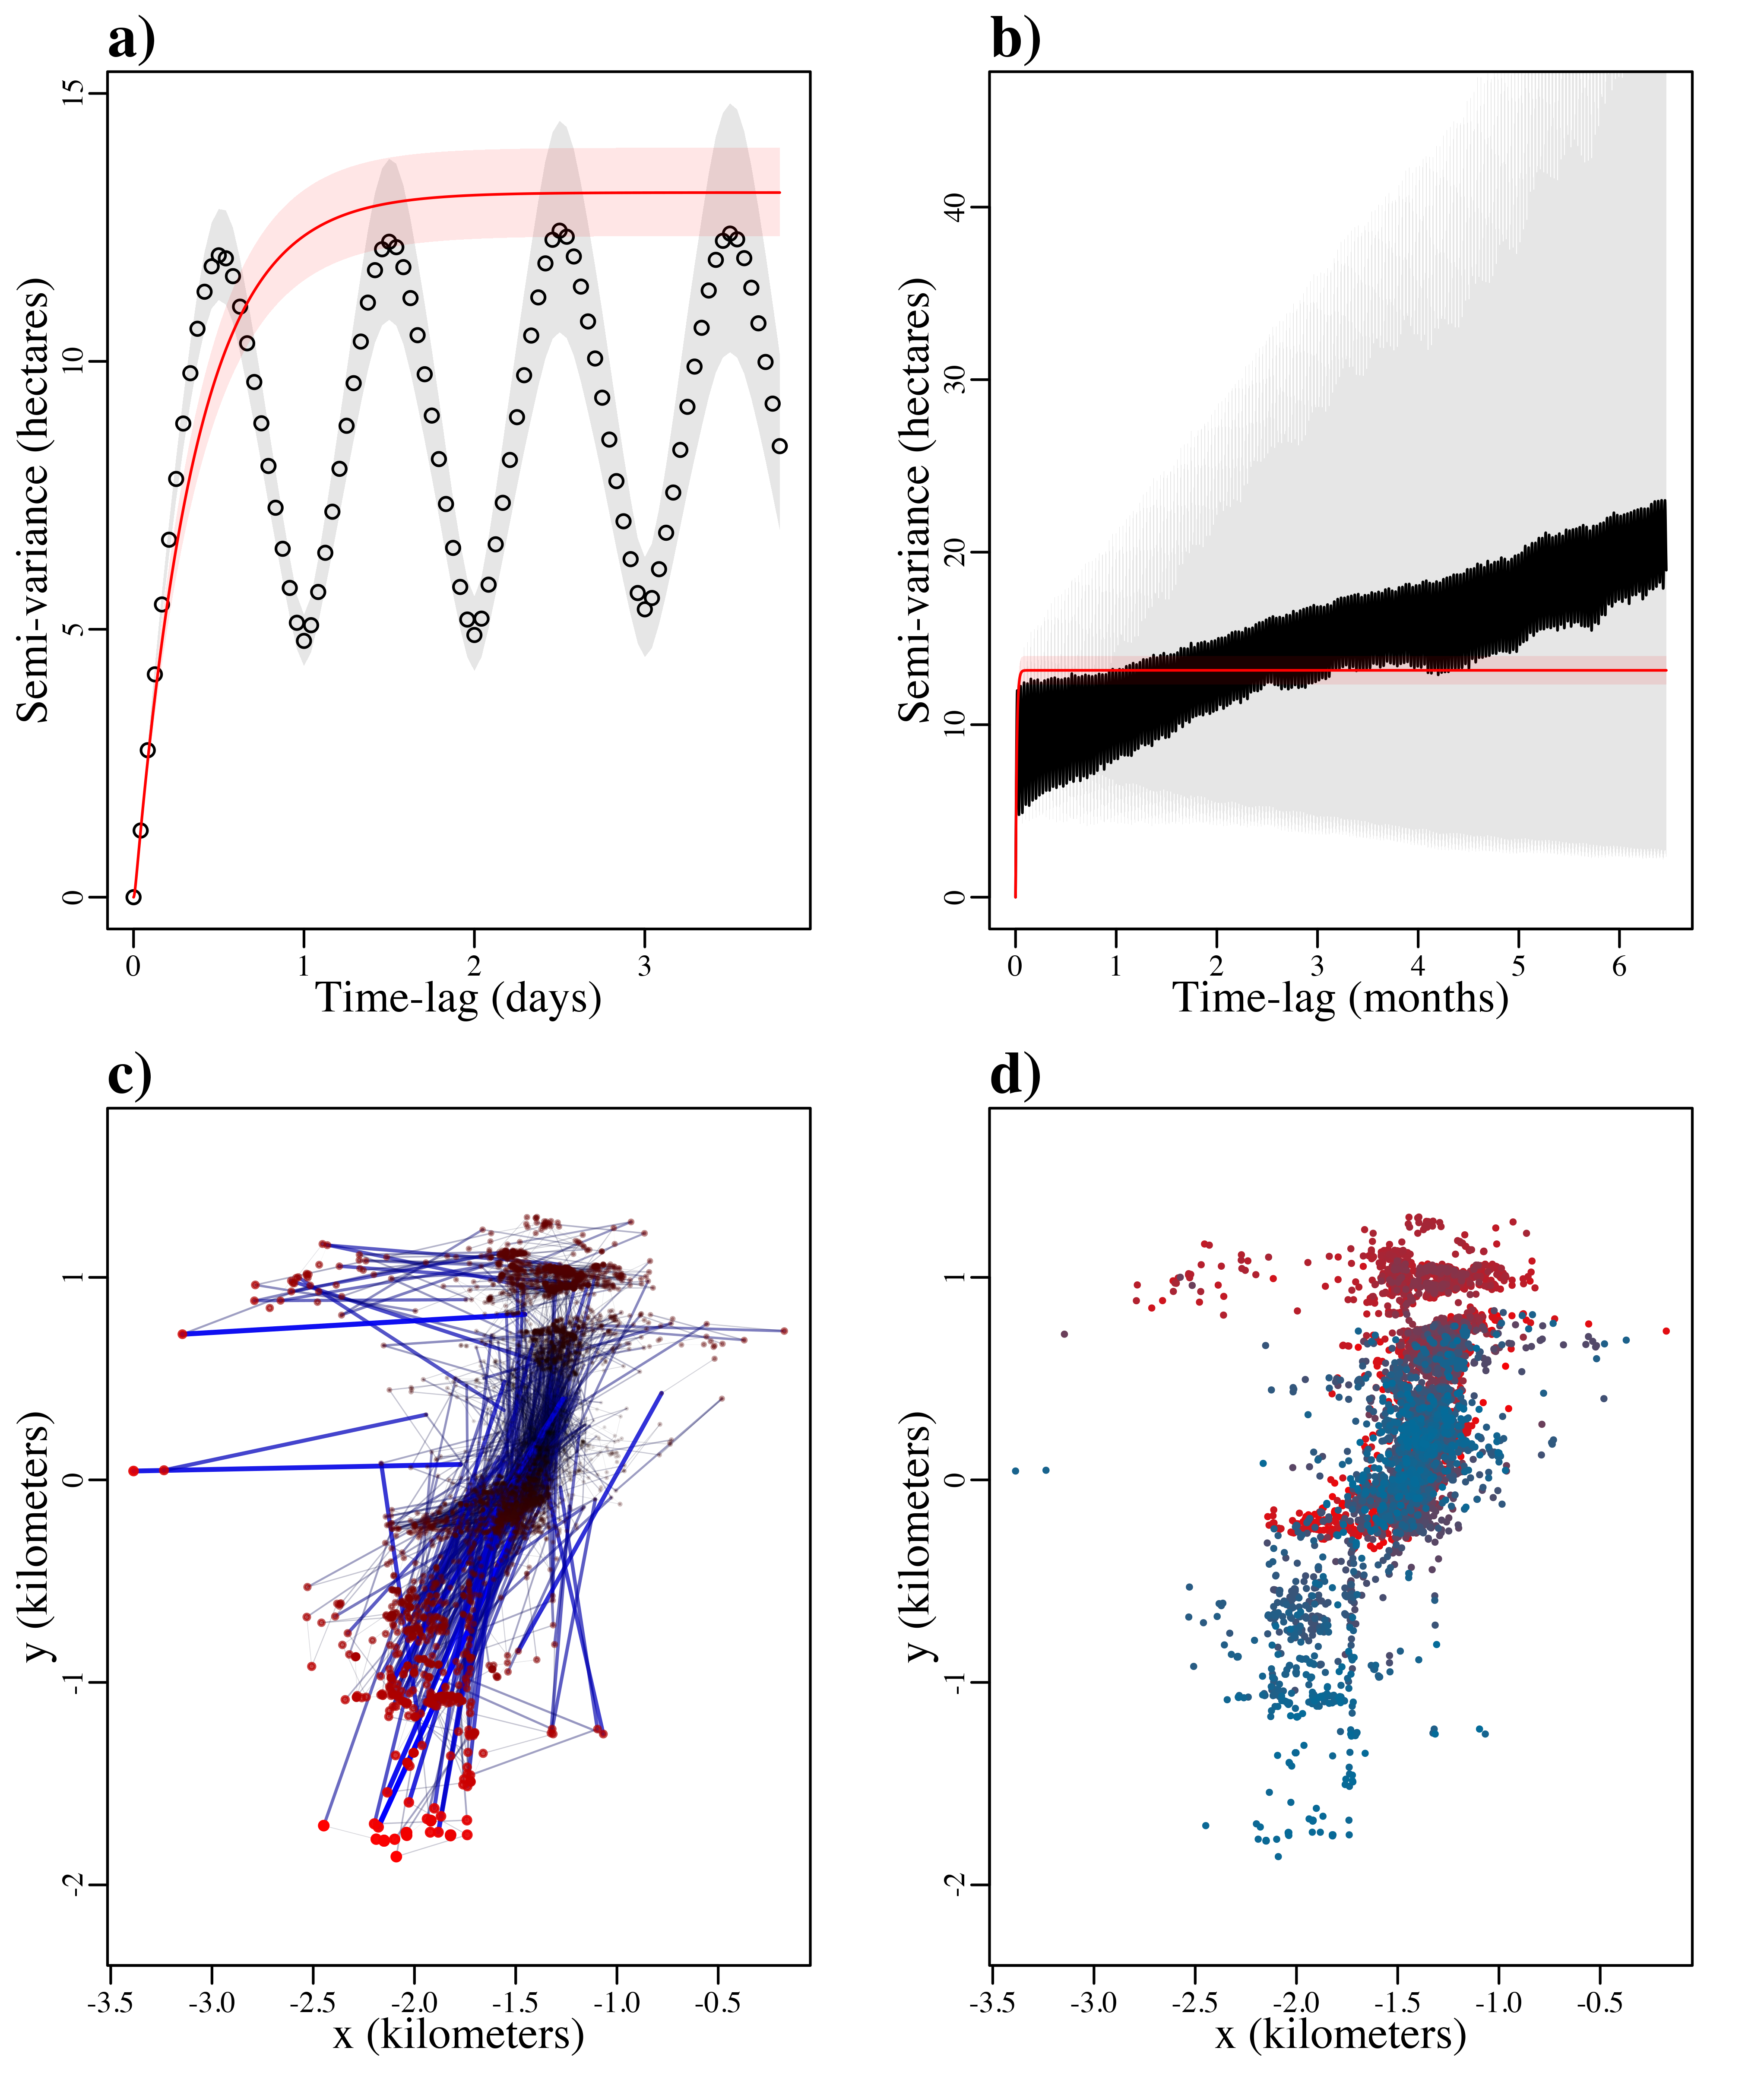 a)
15
10
5
0
Semi-variance (hectares)
0 1 2 3
Time-lag (days)
b)
40
30
20
10
0
Semi-variance (hectares)
0 1 2 3 4 5 6
Time-lag (months)
c)
1
0
-1
-2
y (kilometers)
-3.5 -3.0 -2.5 -2.0 -1.5 -1.0 -0.5
x (kilometers)
d)
1
0
-1
-2
y (kilometers)
-3.5 -3.0 -2.5 -2.0 -1.5 -1.0 -0.5
x (kilometers)